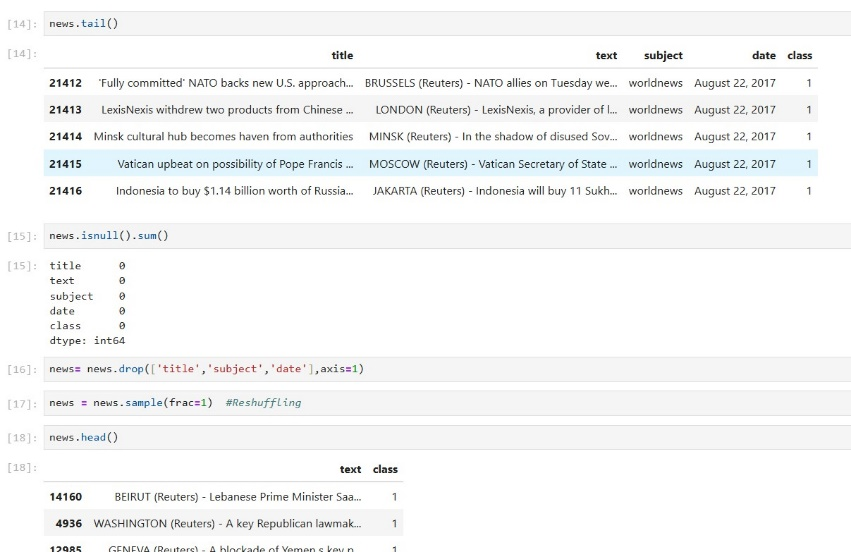 [14]: news.tail()
[14]: title text subject date class
21412 'Fully committed' NATO backs new U.S. approach... BRUSSELS (Reuters) - NATO allies on Tuesday we... worldnews August 22, 2017 1
21413 LexisNexis withdrew two products from Chinese ... LONDON (Reuters) - LexisNexis, a provider of l... worldnews August 22, 2017 1
21414 Minsk cultural hub becomes haven from authorities MINSK (Reuters) - In the shadow of disused Sov... worldnews August 22, 2017 1
21415 Vatican upbeat on possibility of Pope Francis ... MOSCOW (Reuters) - Vatican Secretary of State ... worldnews August 22, 2017 1
21416 Indonesia to buy $1.14 billion worth of Russia... JAKARTA (Reuters) - Indonesia will buy 11 Sukh... worldnews August 22, 2017 1
[15]: news.isnull().sum()
[15]: title 0
text 0
subject 0
date 0
class 0
dtype: int64
[16]: news= news.drop(['title','subject','date'],axis=1)
[17]: news = news.sample(frac=1) #Reshuffling
[18]: news.head()
[18]: text class
14160 BEIRUT (Reuters) - Lebanese Prime Minister Saa... 1
4936 WASHINGTON (Reuters) - A key Republican lawmak... 1
12985 GENEVA (Reuters) - A blockade of Yemen s key p... 1